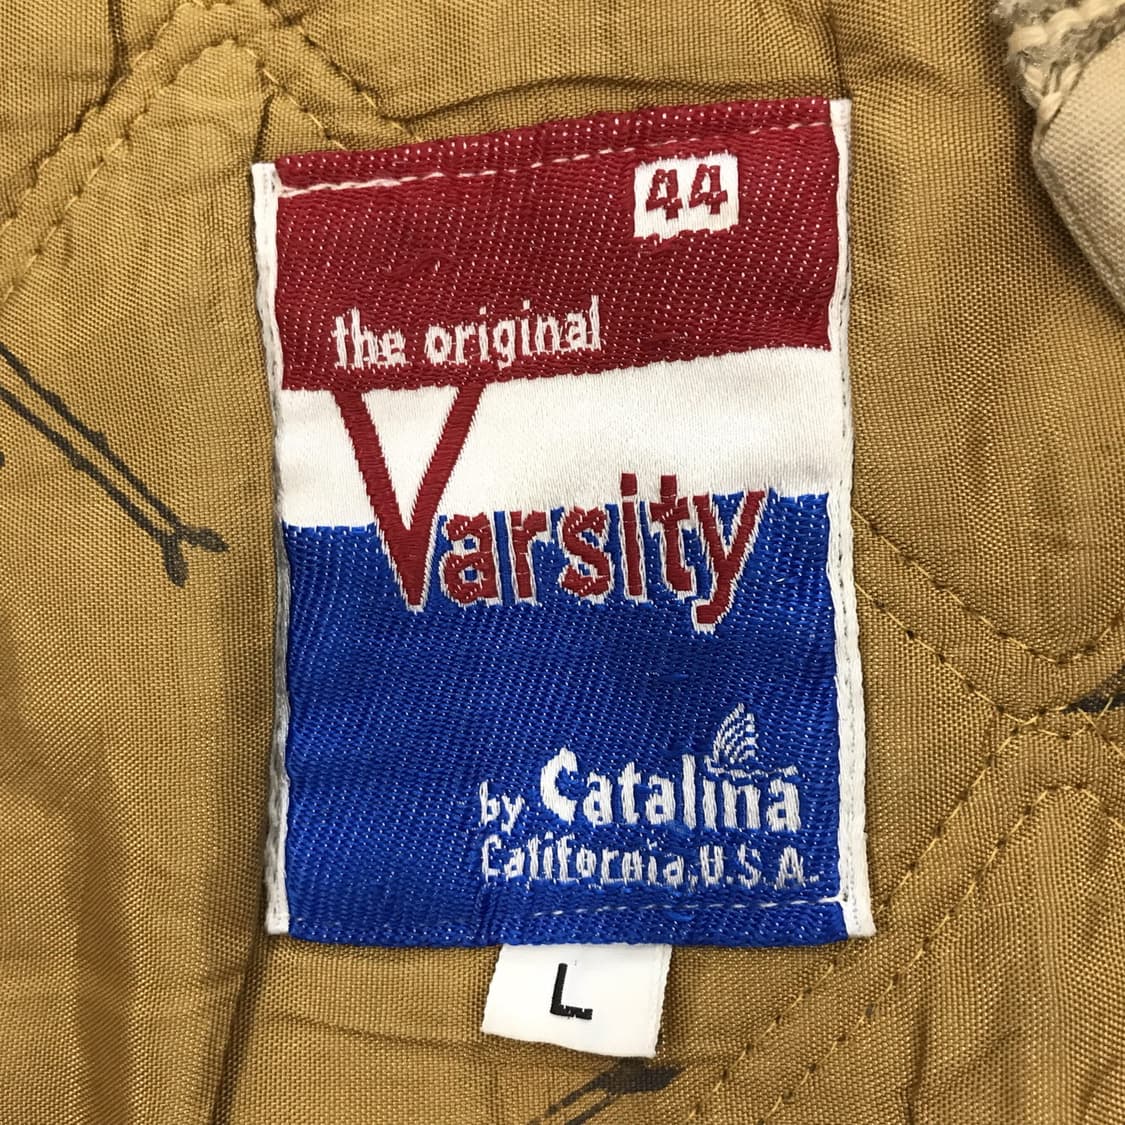 44
the original
Varsity
by Catalina
California, U.S.A.
L